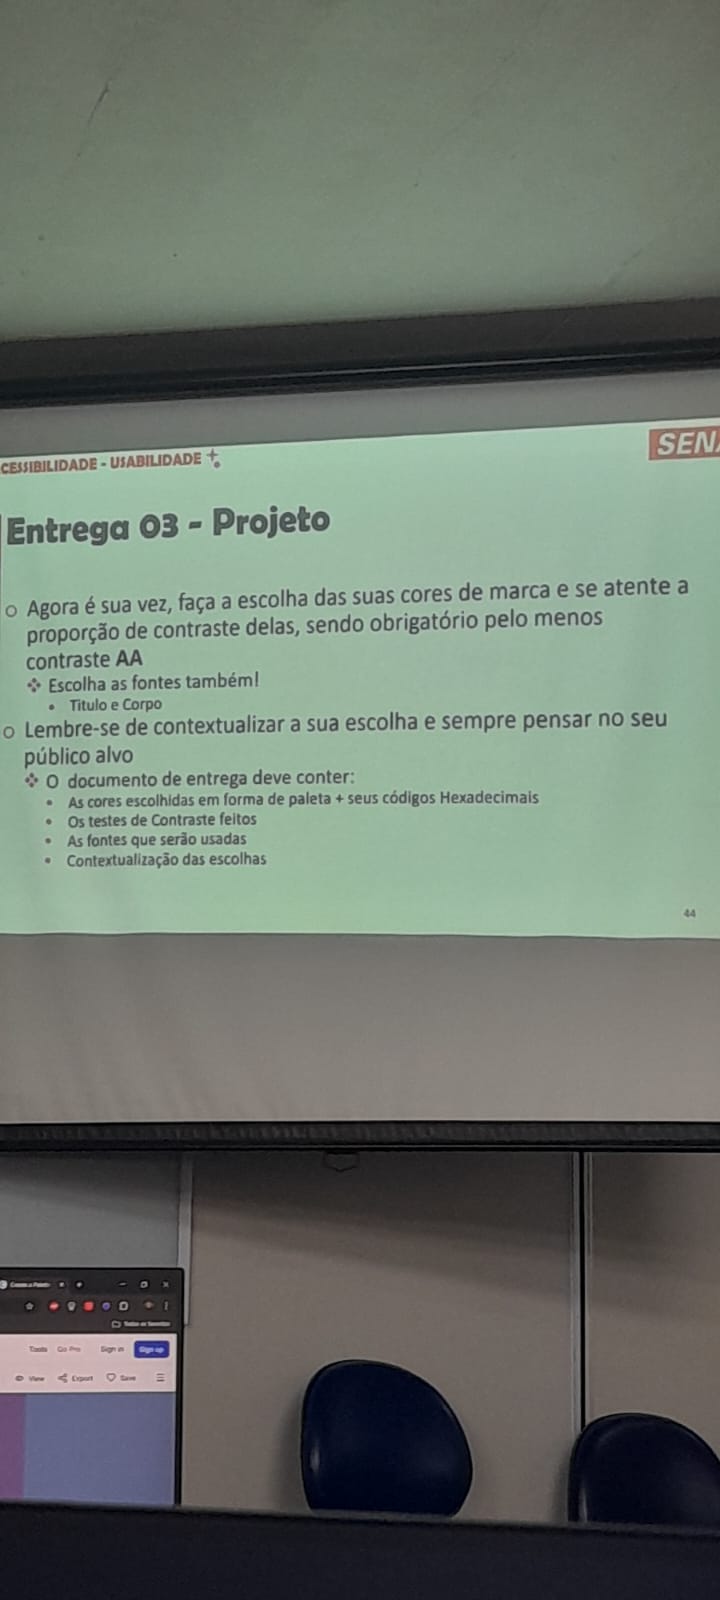 CESSIBILIDADE - USABILIDADE
SEN
Entrega 03 - Projeto
Agora é sua vez, faça a escolha das suas cores de marca e se atente a
proporção de contraste delas, sendo obrigatório pelo menos
contraste AA
Escolha as fontes também!
Titulo e Corpo
Lembre-se de contextualizar a sua escolha e sempre pensar no seu
público alvo
O documento de entrega deve conter:
As cores escolhidas em forma de paleta + seus códigos Hexadecimais
Os testes de Contraste feitos
As fontes que serão usadas
Contextualização das escolhas
44
Tools Go Pro Sign in Sign up
View Export Save